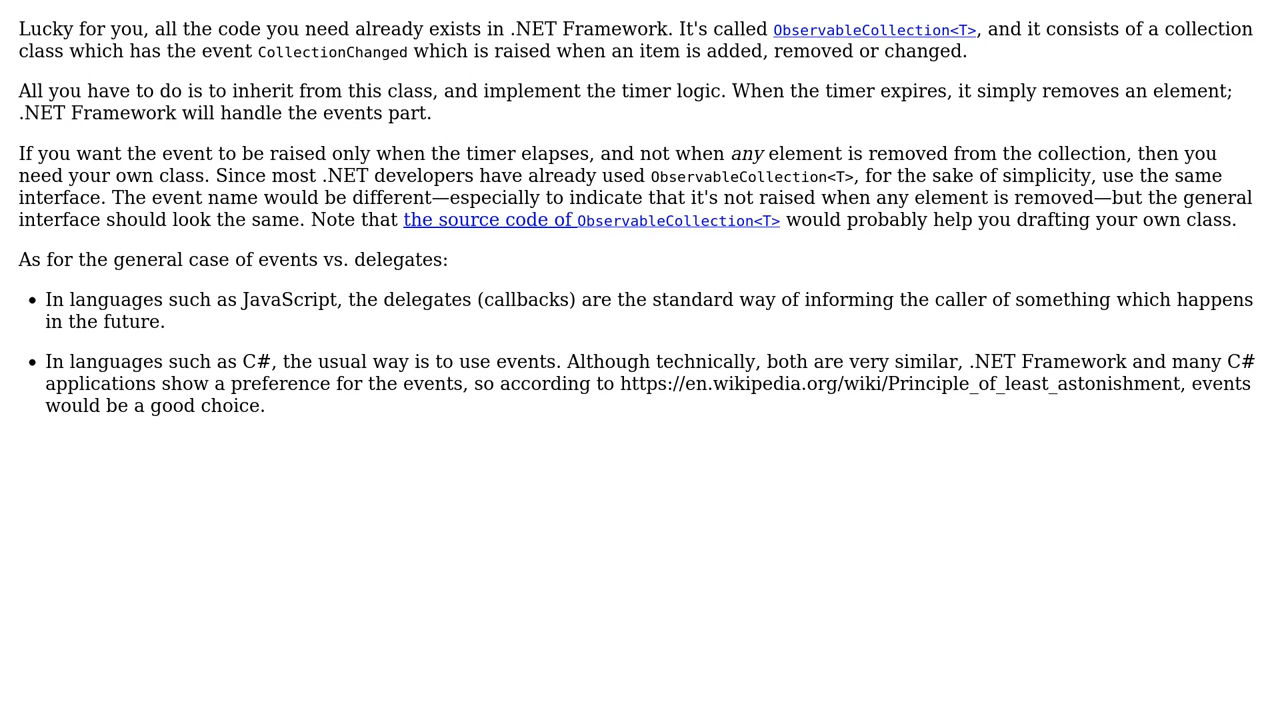 Lucky for you, all the code you need already exists in .NET Framework. It's called ObservableCollection<T>, and it consists of a collection
class which has the event CollectionChanged which is raised when an item is added, removed or changed.
All you have to do is to inherit from this class, and implement the timer logic. When the timer expires, it simply removes an element;
.NET Framework will handle the events part.
If you want the event to be raised only when the timer elapses, and not when any element is removed from the collection, then you
need your own class. Since most .NET developers have already used ObservableCollection<T>, for the sake of simplicity, use the same
interface. The event name would be different—especially to indicate that it's not raised when any element is removed—but the general
interface should look the same. Note that the source code of ObservableCollection<T> would probably help you drafting your own class.
As for the general case of events vs. delegates:
• In languages such as JavaScript, the delegates (callbacks) are the standard way of informing the caller of something which happens
in the future.
• In languages such as C#, the usual way is to use events. Although technically, both are very similar, .NET Framework and many C#
applications show a preference for the events, so according to https://en.wikipedia.org/wiki/Principle_of_least_astonishment, events
would be a good choice.